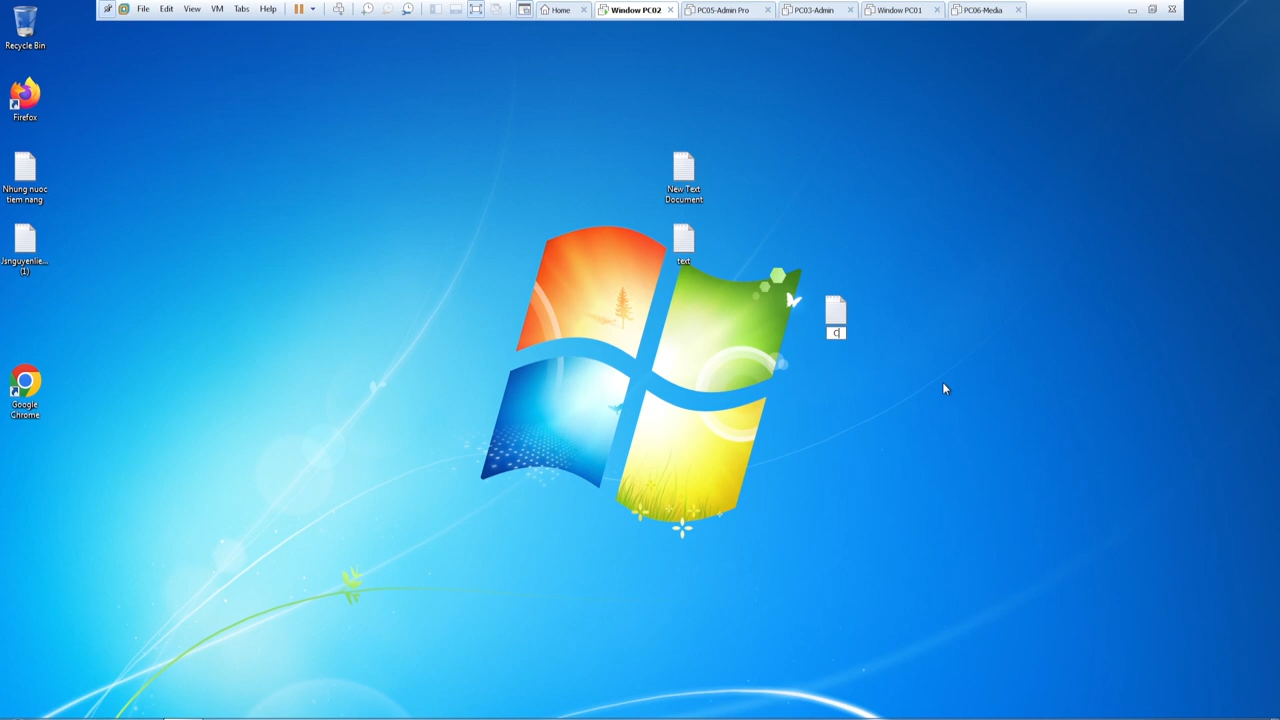 File Edit View VM Tabs Help
Home
Window PC02
PC05-Admin Pro
PC03-Admin
Window PC01
PC06-Media
Recycle Bin
Firefox
Nhung nuoc
tiem nang
Jsnguyenlie...
(1)
Google
Chrome
New Text
Document
text
C